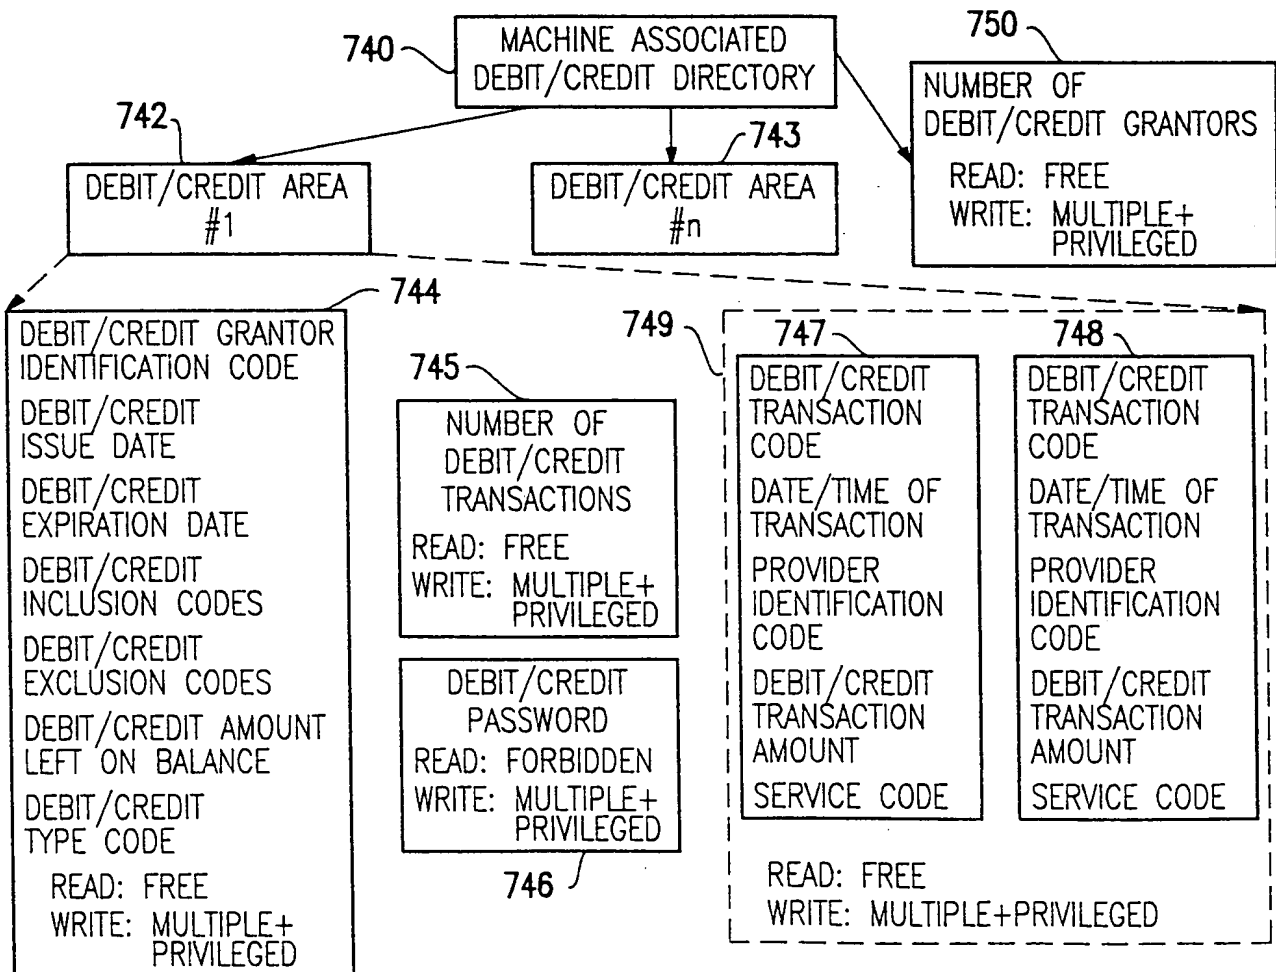 740
MACHINE ASSOCIATED
DEBIT/CREDIT DIRECTORY
750
NUMBER OF
DEBIT/CREDIT GRANTORS
READ: FREE
WRITE: MULTIPLE+
PRIVILEGED
742
DEBIT/CREDIT AREA
#1
743
DEBIT/CREDIT AREA
#n
744
DEBIT/CREDIT GRANTOR
IDENTIFICATION CODE
DEBIT/CREDIT
ISSUE DATE
DEBIT/CREDIT
EXPIRATION DATE
DEBIT/CREDIT
INCLUSION CODES
DEBIT/CREDIT
EXCLUSION CODES
DEBIT/CREDIT AMOUNT
LEFT ON BALANCE
DEBIT/CREDIT
TYPE CODE
READ: FREE
WRITE: MULTIPLE+
PRIVILEGED
745
NUMBER OF
DEBIT/CREDIT
TRANSACTIONS
READ: FREE
WRITE: MULTIPLE+
PRIVILEGED
DEBIT/CREDIT
PASSWORD
READ: FORBIDDEN
WRITE: MULTIPLE+
PRIVILEGED
746
749
747
DEBIT/CREDIT
TRANSACTION
CODE
DATE/TIME OF
TRANSACTION
PROVIDER
IDENTIFICATION
CODE
DEBIT/CREDIT
TRANSACTION
AMOUNT
SERVICE CODE
748
DEBIT/CREDIT
TRANSACTION
CODE
DATE/TIME OF
TRANSACTION
PROVIDER
IDENTIFICATION
CODE
DEBIT/CREDIT
TRANSACTION
AMOUNT
SERVICE CODE
READ: FREE
WRITE: MULTIPLE+PRIVILEGED